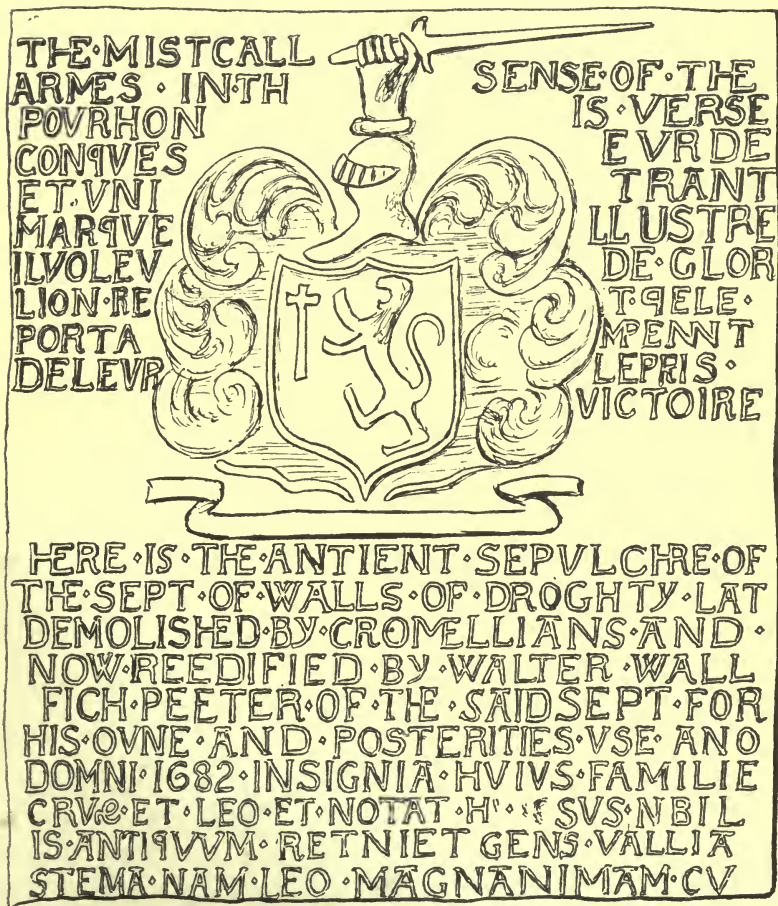 THE·MISTCALL SENSE·OF·THE
ARMES·IN·TH IS·VERSE
POVRHON EVR DE
CONqVES TRANT
ET·VNI LLUSTRE
MARqVE DE·GLOR
ILVOLEV T·qELE·
LION·RE MPENNT
PORTA LEPRIS·
DELEVR VICTOIRE
HERE·IS·THE·ANTIENT·SEPVLCHRE·OF
THE·SEPT·OF·WALLS·OF·DROGHTY·LAT
DEMOLISHED·BY·CROMELLIANS·AND·
NOW·REEDIFIED·BY·WALTER·WALL
FICH·PEETER·OF·THE·SAID SEPT·FOR
HIS·OVNE·AND·POSTERITIES·VSE·ANO
DOMNI·1682·INSIGNIA·HVIVS·FAMILIE
ET·LEO·ET·NOTAT SVS·NBIL
IS·ANTIqVVM·RETNIET GENS·VALLIA
STEMA·NAM·LEO·MAGNANIMAM·CV